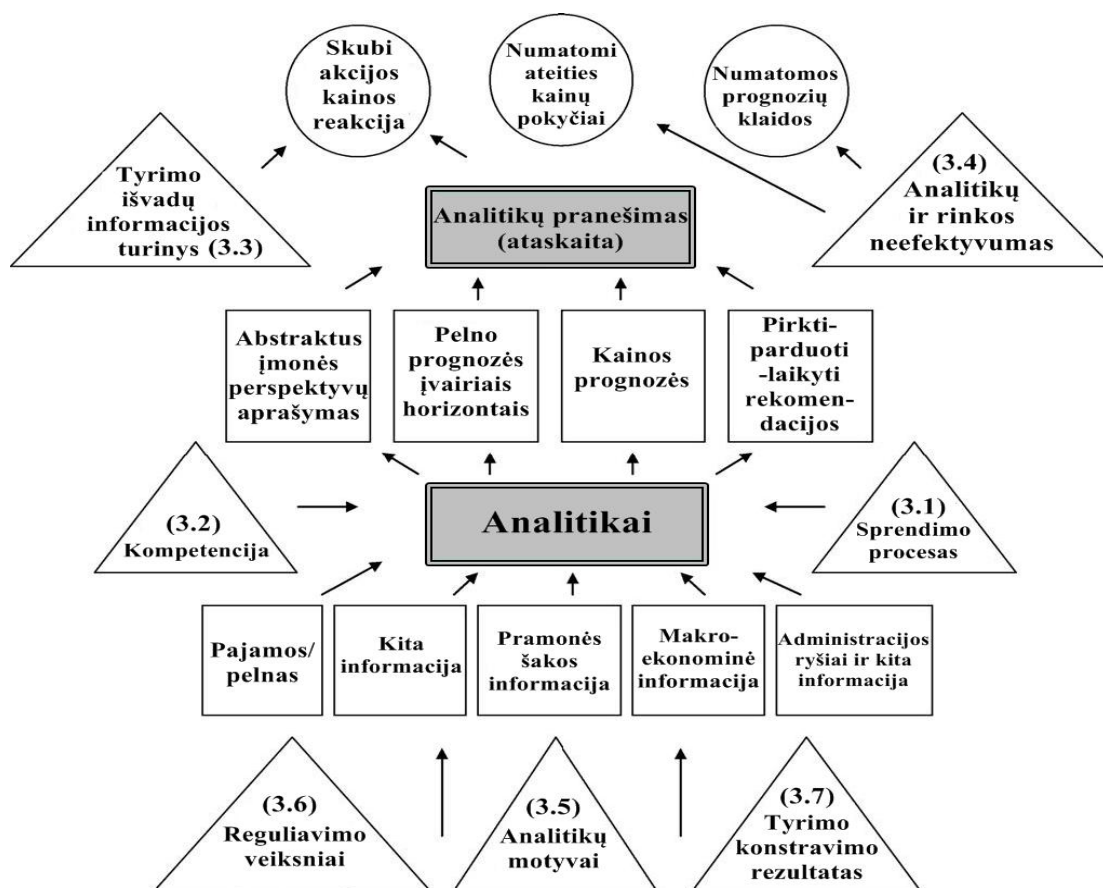 Skubi
akcijos
kainos
reakcija
Numatomi
ateities
kainų
pokyčiai
Numatomos
prognozių
klaidos
Tyrimo
išvadų
informacijos
turinys (3.3)
Analitikų pranešimas
(ataskaita)
(3.4)
Analitikų
ir rinkos
neefektyvumas
Abstraktus
įmonės
perspektyvų
aprašymas
Pelno
prognozės
įvairiais
horizontais
Kainos
prognozės
Pirkti-
parduoti
-laikyti
rekomen-
dacijos
(3.2)
Kompetencija
Analitikai
(3.1)
Sprendimo
procesas
Pajamos/
pelnas
Kita
informacija
Pramonės
šakos
informacija
Makro-
ekonominė
informacija
Administracijos
ryšiai ir kita
informacija
(3.6)
Reguliavimo
veiksniai
(3.5)
Analitikų
motyvai
(3.7)
Tyrimo
konstravimo
rezultatas